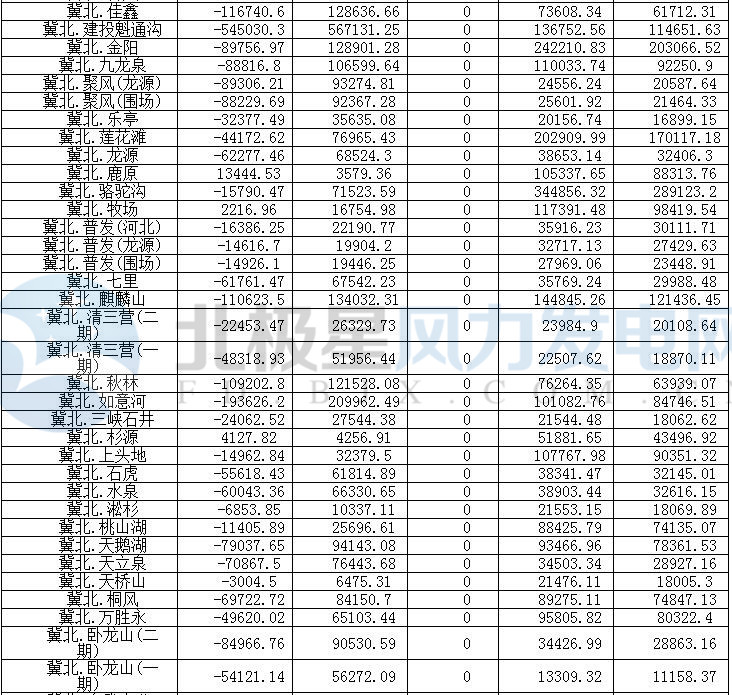 冀北.佳鑫 -116740.6 128636.66 0 73608.34 61712.31
冀北.建投魁通沟 -545030.3 567131.25 0 136752.56 114651.63
冀北.金阳 -89756.97 128901.28 0 242210.83 203066.52
冀北.九龙泉 -88816.8 106599.64 0 110033.74 92250.9
冀北.聚风(龙源) -89306.21 93274.81 0 24556.24 20587.64
冀北.聚风(围场) -88229.69 92367.28 0 25601.92 21464.33
冀北.乐亭 -32377.49 35635.08 0 20156.74 16899.15
冀北.莲花滩 -44172.62 76965.43 0 202909.99 170117.18
冀北.龙源 -62277.46 68524.3 0 38653.14 32406.3
冀北.鹿原 13444.53 3579.36 0 105337.65 88313.76
冀北.骆驼沟 -15790.47 71523.59 0 344856.32 289123.2
冀北.牧场 2216.96 16754.98 0 117391.48 98419.54
冀北.普发(河北) -16386.25 22190.77 0 35916.23 30111.71
冀北.普发(龙源) -14616.7 19904.2 0 32717.13 27429.63
冀北.普发(围场) -14926.1 19446.25 0 27969.06 23448.91
冀北.七里 -61761.47 67542.23 0 35769.24 29988.48
冀北.麒麟山 -110623.5 134032.31 0 144845.26 121436.45
冀北.清三营(二
期) -22453.47 26329.73 0 23984.9 20108.64
冀北.清三营(一
期) -48318.93 51956.44 0 22507.62 18870.11
冀北.秋林 -109202.8 121528.08 0 76264.35 63939.07
冀北.如意河 -193626.2 209962.49 0 101082.76 84746.51
冀北.三峡石井 -24062.52 27544.38 0 21544.48 18062.62
冀北.杉源 4127.82 4256.91 0 51881.65 43496.92
冀北.上头地 -14962.84 32379.5 0 107767.98 90351.32
冀北.石虎 -55618.43 61814.89 0 38341.47 32145.01
冀北.水泉 -60043.36 66330.65 0 38903.44 32616.15
冀北.淞杉 -6853.85 10337.11 0 21553.15 18069.89
冀北.桃山湖 -11405.89 25696.61 0 88425.79 74135.07
冀北.天鹅湖 -79037.65 94143.08 0 93466.96 78361.53
冀北.天立泉 -70867.5 76443.68 0 34503.34 28927.16
冀北.天桥山 -3004.5 6475.31 0 21476.11 18005.3
冀北.桐风 -69722.72 84150.7 0 89275.11 74847.13
冀北.万胜永 -49620.02 65103.44 0 95805.82 80322.4
冀北.卧龙山(二
期) -84966.76 90530.59 0 34426.99 28863.16
冀北.卧龙山(一
期) -54121.14 56272.09 0 13309.32 11158.37
北极星风力发电网